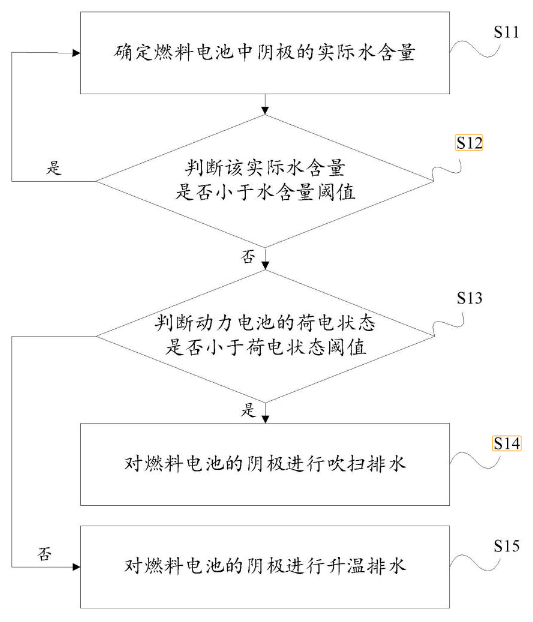 确定燃料电池中阴极的实际水含量
S11
判断该实际水含量
是否小于水含量阈值
S12
是
否
判断动力电池的荷电状态
是否小于荷电状态阈值
S13
是
对燃料电池的阴极进行吹扫排水
S14
否
对燃料电池的阴极进行升温排水
S15